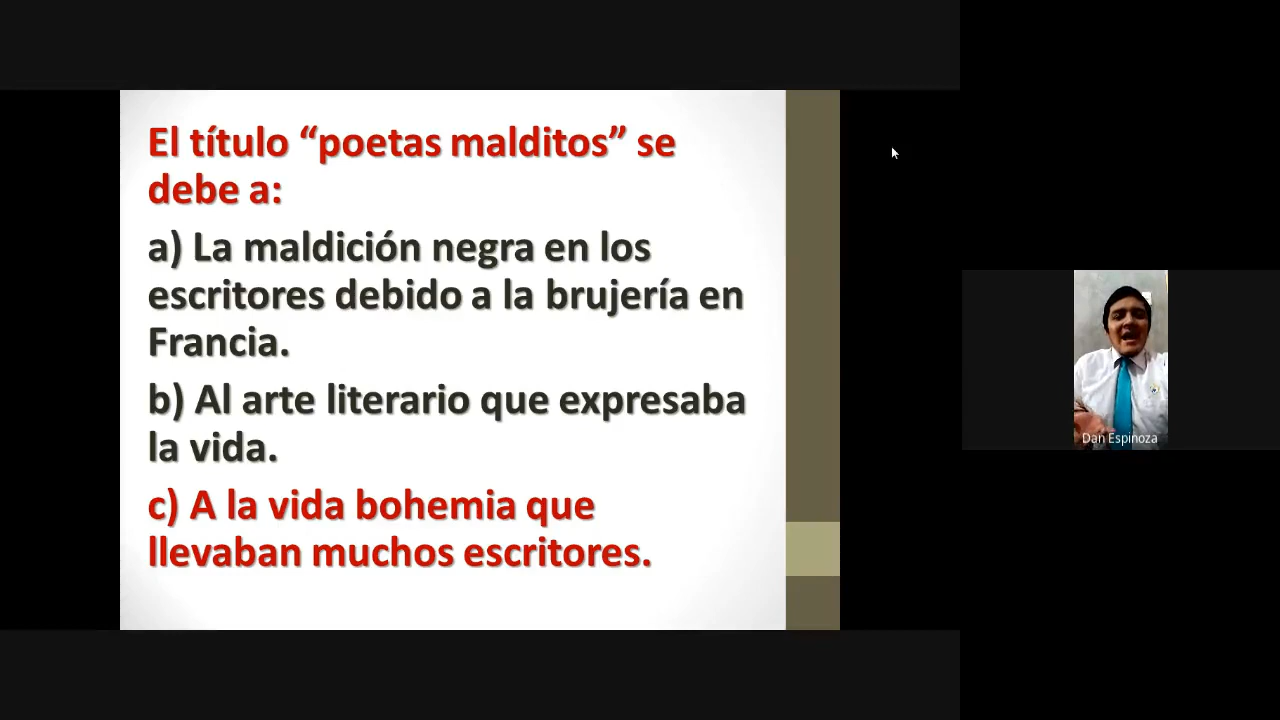 El título “poetas malditos” se
debe a:
a) La maldición negra en los
escritores debido a la brujería en
Francia.
b) Al arte literario que expresaba
la vida.
c) A la vida bohemia que
llevaban muchos escritores.
Dan Espinoza